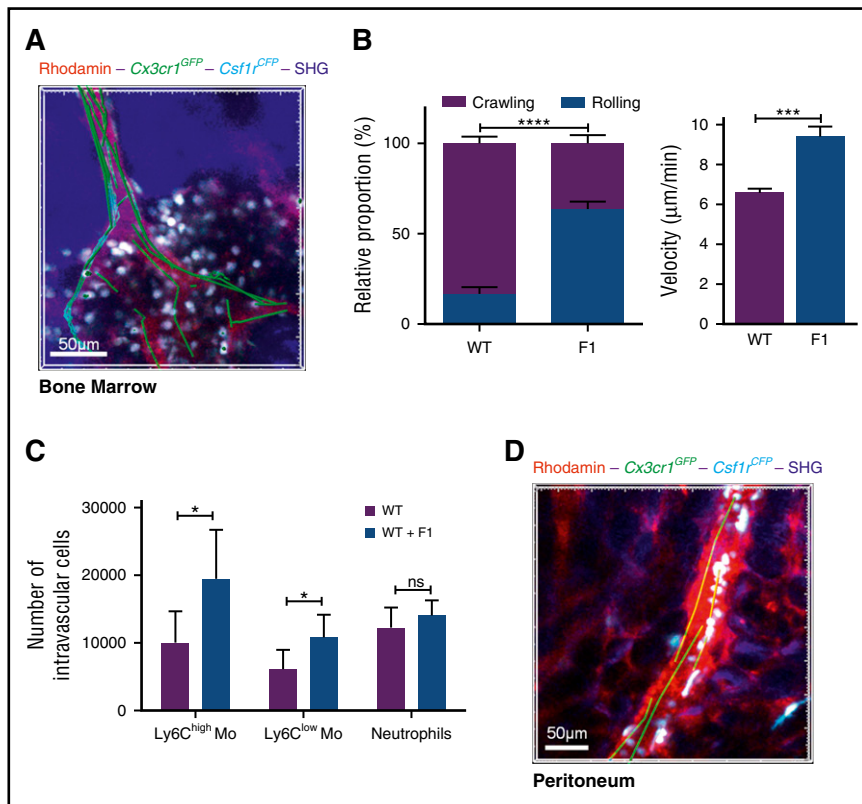 A
Rhodamin – Cx3cr1GFP – Csf1rCFP – SHG
50µm
Bone Marrow
B
Crawling
Rolling
Relative proportion (%)
100
50
0
****
WT
F1
Velocity (µm/min)
10
8
6
4
2
0
***
WT
F1
C
Number of
intravascular cells
30000
20000
10000
0
WT
WT + F1
*
*
ns
Ly6Chigh Mo
Ly6Clow Mo
Neutrophils
D
Rhodamin – Cx3cr1GFP – Csf1rCFP – SHG
50µm
Peritoneum